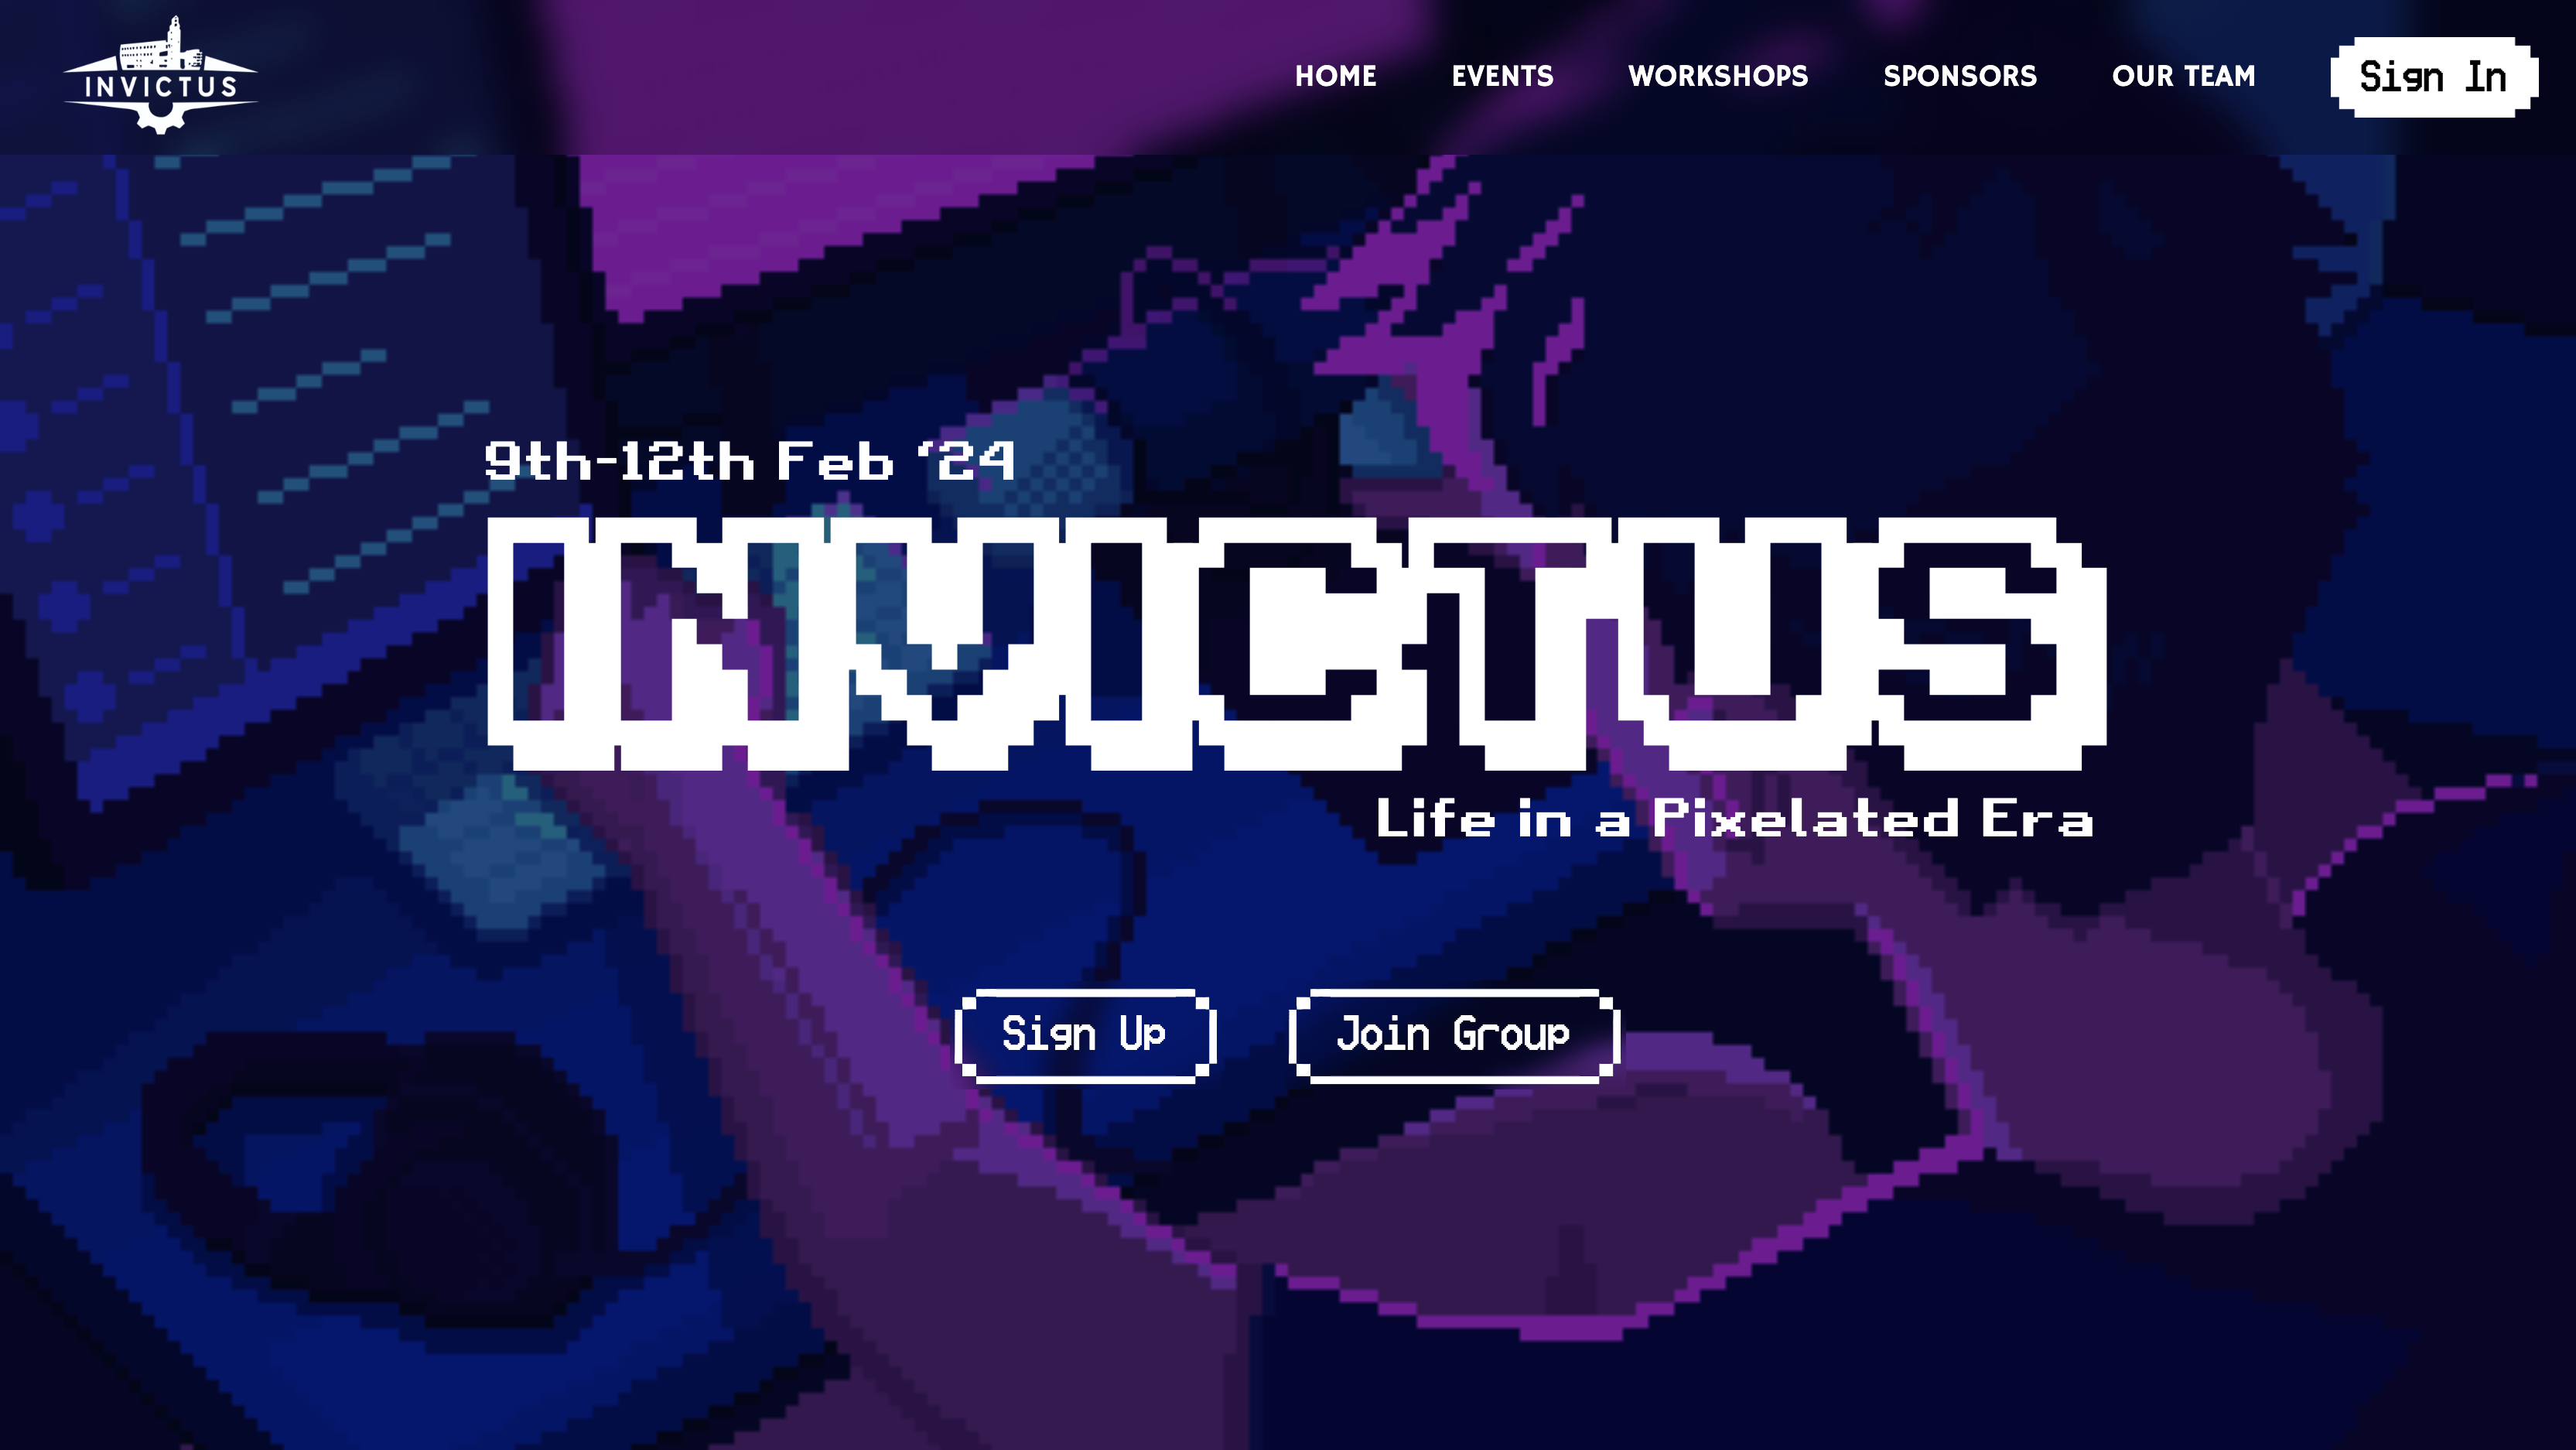 INVICTUS
HOME EVENTS WORKSHOPS SPONSORS OUR TEAM Sign In
9th-12th Feb ‘24
INVICTUS
Life in a Pixelated Era
Sign Up Join Group